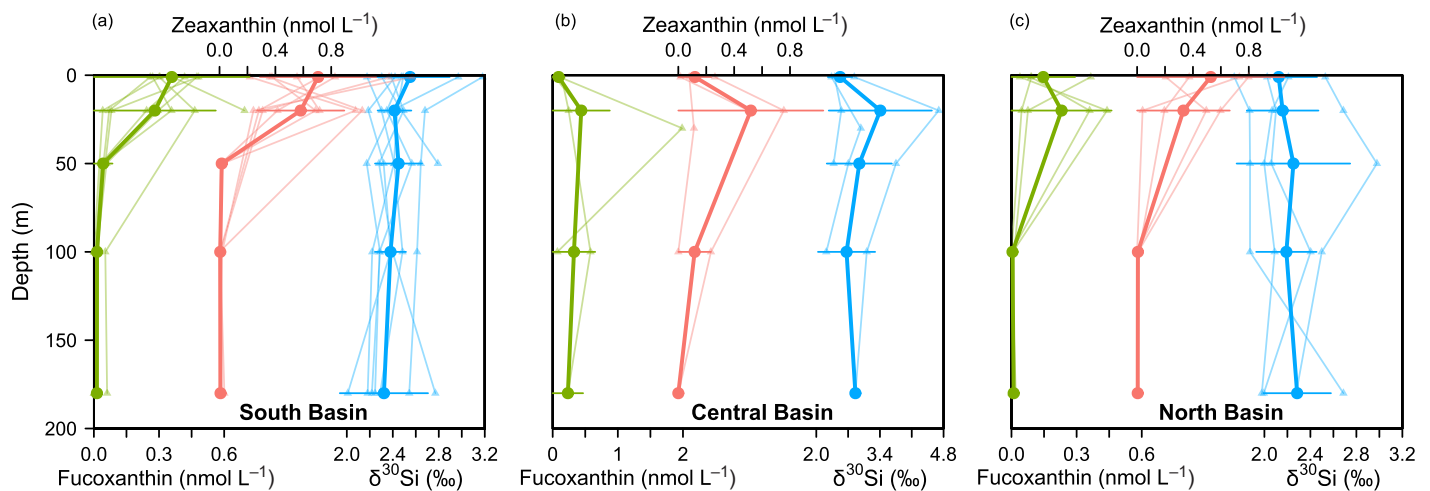 (a) (b) (c)
Zeaxanthin (nmol L⁻¹) Zeaxanthin (nmol L⁻¹) Zeaxanthin (nmol L⁻¹)
0.0 0.4 0.8 0.0 0.4 0.8 0.0 0.4 0.8
0
50
100
150
200
Depth (m)
South Basin Central Basin North Basin
0.0 0.3 0.6 2.0 2.4 2.8 3.2 0 1 2 2.0 3.4 4.8 0.0 0.3 0.6 2.0 2.4 2.8 3.2
Fucoxanthin (nmol L⁻¹) δ³⁰Si (‰) Fucoxanthin (nmol L⁻¹) δ³⁰Si (‰) Fucoxanthin (nmol L⁻¹) δ³⁰Si (‰)